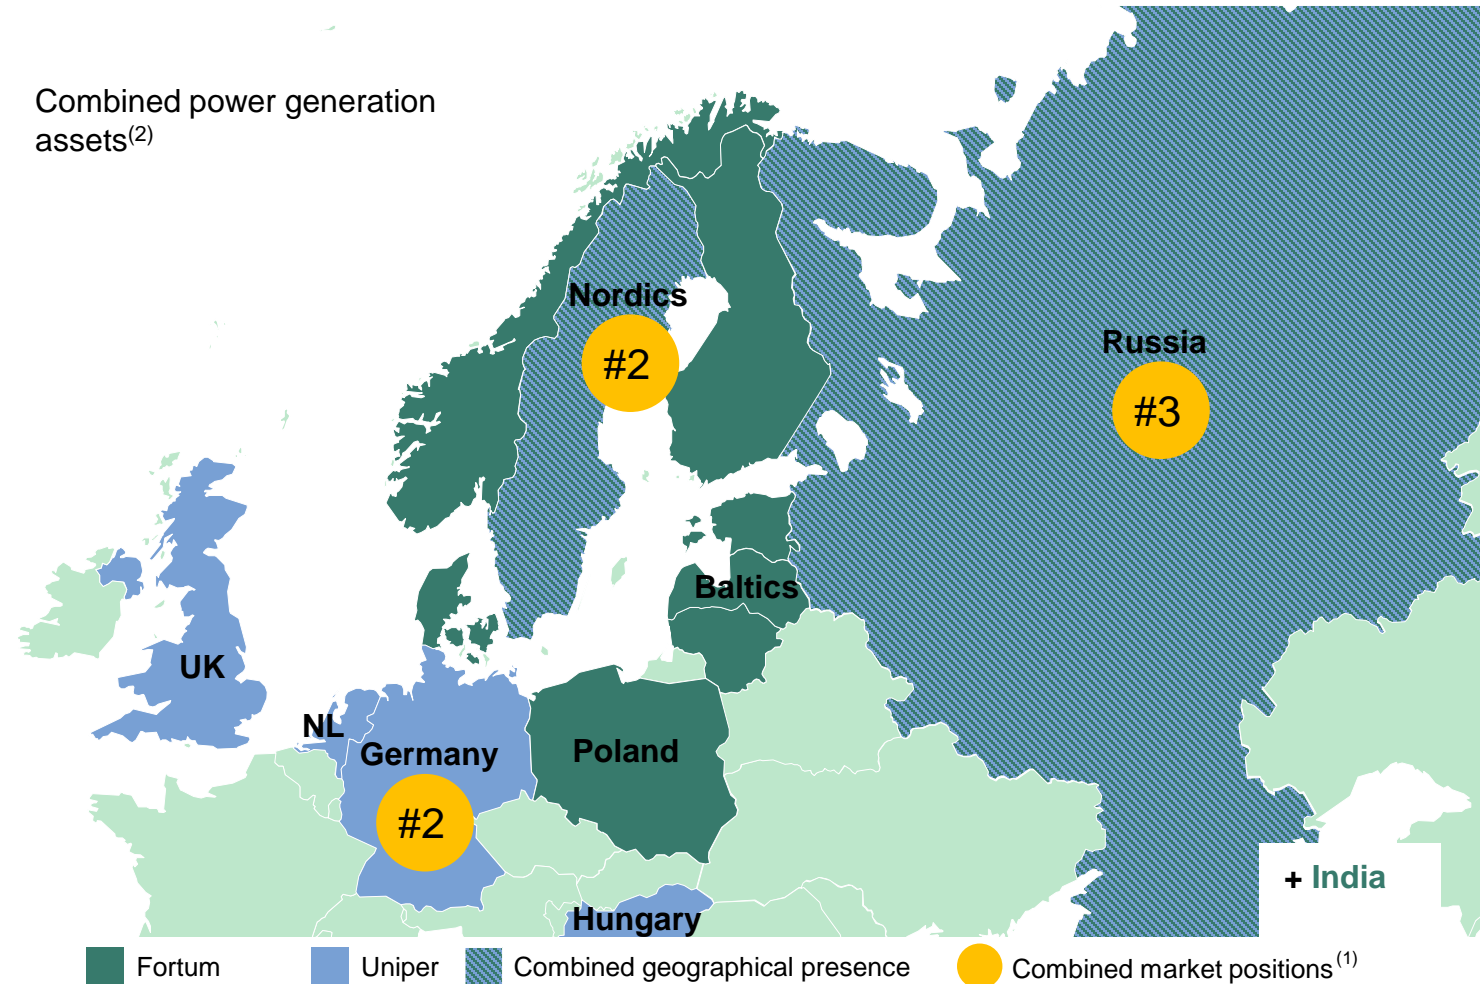 Combined power generation
assets(2)
Nordics
#2
Russia
#3
Baltics
UK
NL
Germany
#2
Poland
Hungary
+ India
Fortum
Uniper
Combined geographical presence
Combined market positions(1)